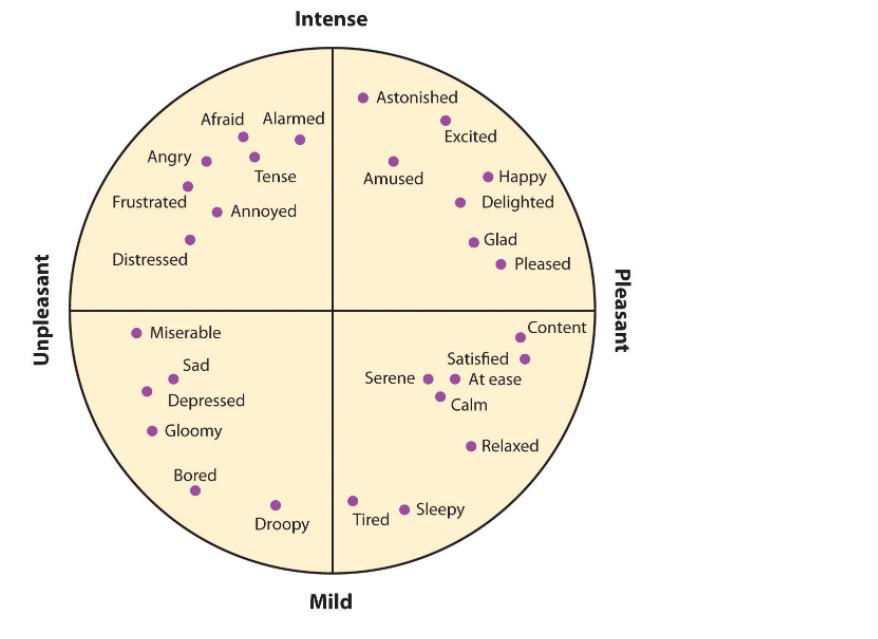 Intense
Astonished
Afraid
Alarmed
Excited
Angry
Tense
Amused
Happy
Frustrated
Delighted
Annoyed
Glad
Distressed
Pleased
Unpleasant
Pleasant
Miserable
Content
Sad
Satisfied
Serene
At ease
Depressed
Calm
Gloomy
Relaxed
Bored
Sleepy
Droopy
Tired
Mild